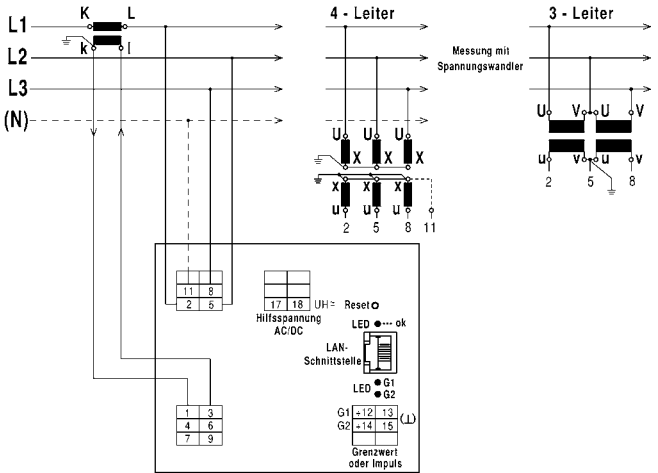 K L
L1
4 - Leiter
3 - Leiter
k l
L2
Messung mit
Spannungswandler
L3
(N)
U U U
X X X
x x x
u u u
2 5 8 11
U V U V
u v u v
2 5 8
11 8
2 5
17 18 UH≃
Hilfsspannung
AC/DC
Reset
LED --- ok
LAN-
Schnittstelle
LED G1
G2
1 3
4 6
7 9
G1 +12 13 (⊥)
G2 +14 15
Grenzwert
oder Impuls